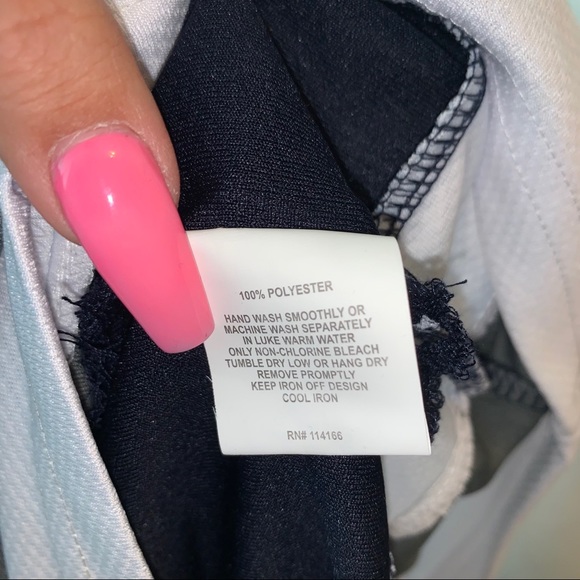 100% POLYESTER
HAND WASH SMOOTHLY OR
MACHINE WASH SEPARATELY
IN LUKE WARM WATER
ONLY NON-CHLORINE BLEACH
TUMBLE DRY LOW OR HANG DRY
REMOVE PROMPTLY
KEEP IRON OFF DESIGN
COOL IRON
RN# 114166